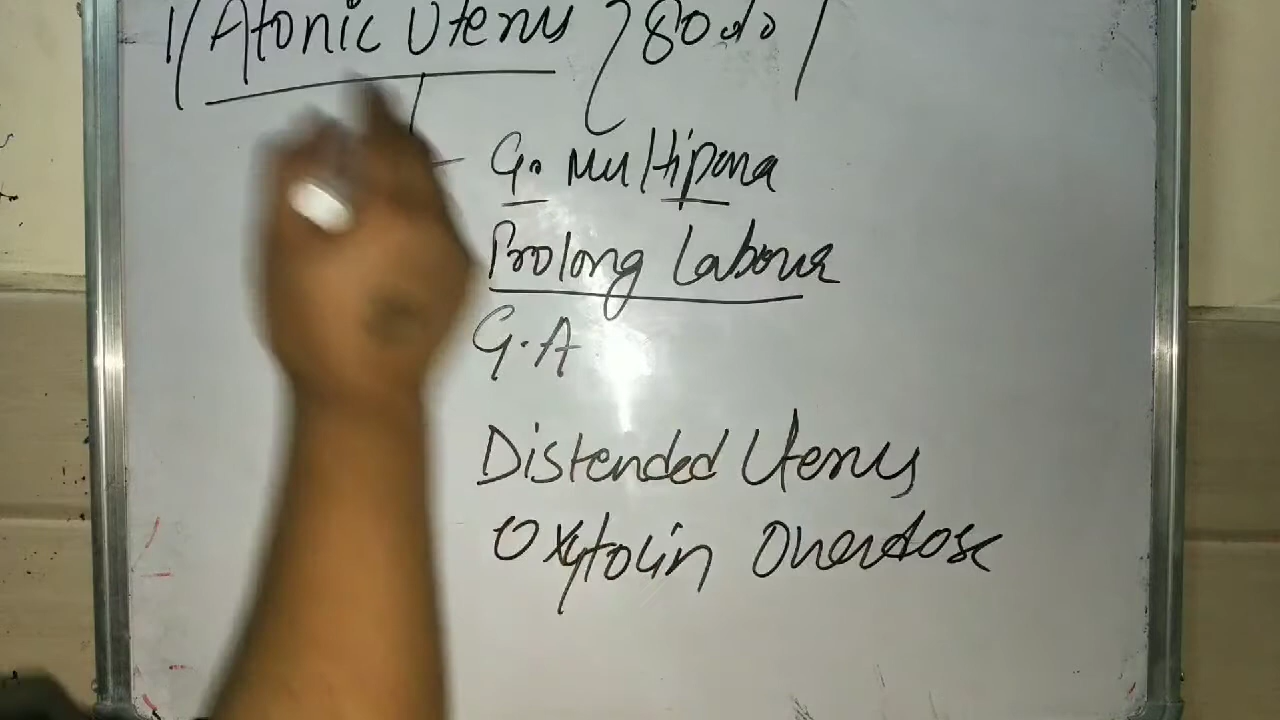 1/ Atonic Uterus 80%
G. Multipara
Prolong Labour
G.A
Distended Uterus
Oxytocin Overdose